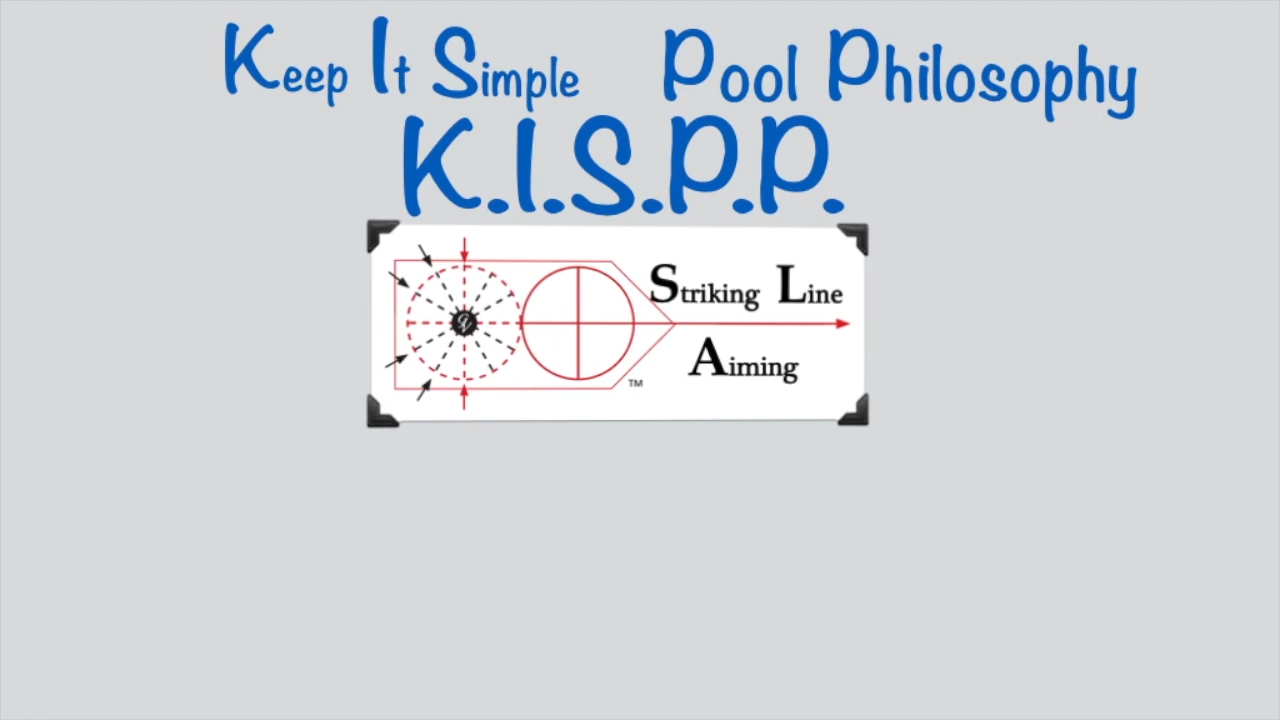 Keep It Simple Pool Philosophy
K.I.S.P.P.
Striking Line
Aiming
TM